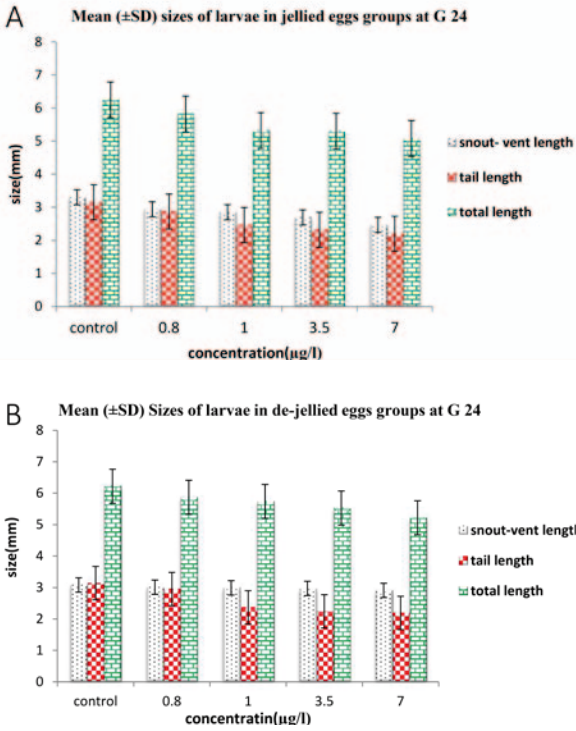 A
Mean (±SD) sizes of larvae in jellied eggs groups at G 24
size(mm)
8
7
6
5
4
3
2
1
0
control 0.8 1 3.5 7
concentration(µg/l)
snout- vent length
tail length
total length
B
Mean (±SD) Sizes of larvae in de-jellied eggs groups at G 24
size(mm)
8
7
6
5
4
3
2
1
0
control 0.8 1 3.5 7
concentratin(µg/l)
snout-vent length
tail length
total length